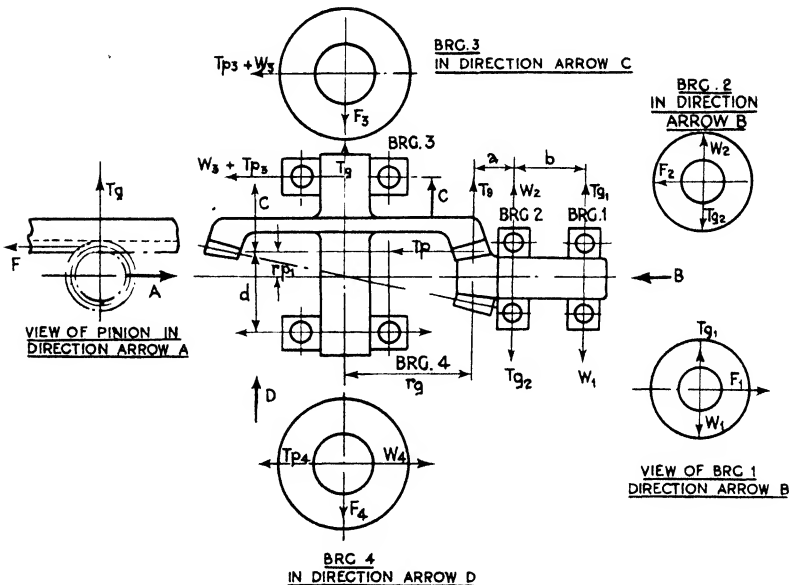 BRG.3
IN DIRECTION ARROW C
Tp3 + W3
F3
BRG. 2
IN DIRECTION
ARROW B
W2
F2
Tg2
BRG.3
W3 + Tp3
Tg
C
C
a
b
Tg
W2
Tg1
BRG 2
BRG.1
Tg
F
A
VIEW OF PINION IN
DIRECTION ARROW A
d
rp1
Tp
B
BRG. 4
rg
Tg2
W1
Tg1
F1
W1
VIEW OF BRG 1
DIRECTION ARROW B
D
Tp4
W4
F4
BRG 4
IN DIRECTION ARROW D